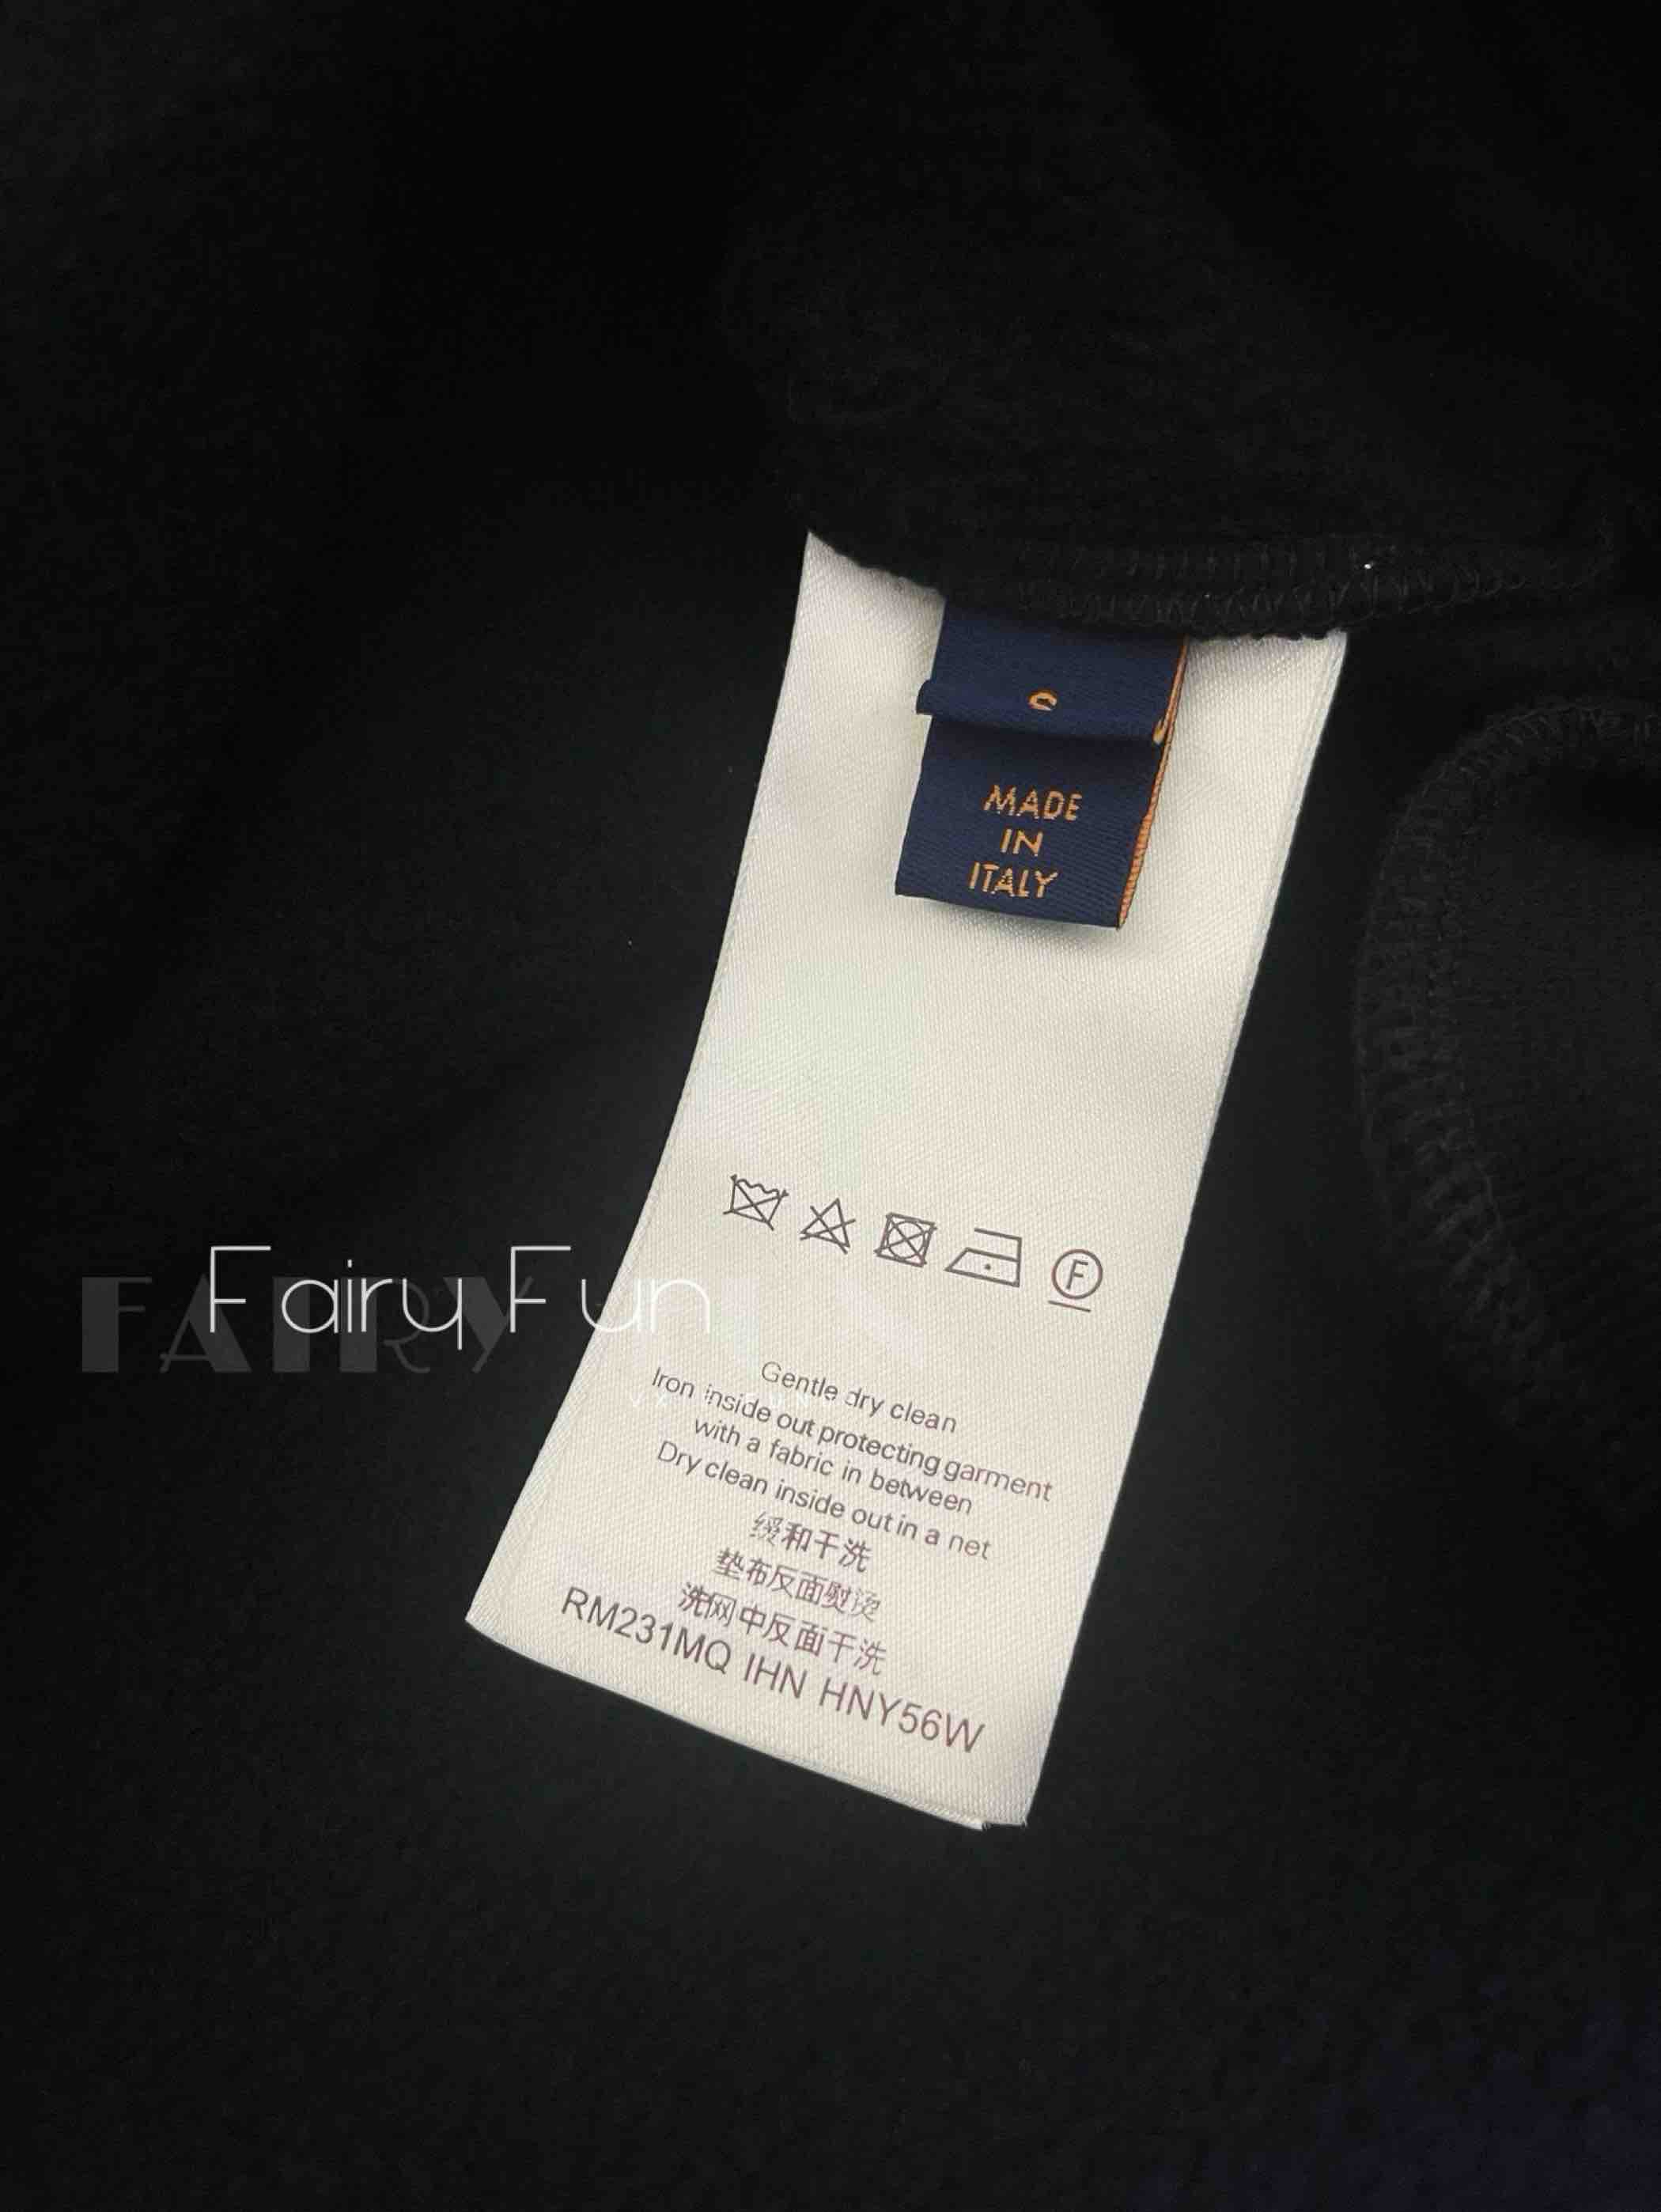 S
MADE
IN
ITALY
F
Fairy Fun
FAIRY
Gentle dry clean
Iron inside out protecting garment
with a fabric in between
Dry clean inside out in a net
缓和干洗
垫布反面熨烫
洗网中反面干洗
RM231MQ IHN HNY56W